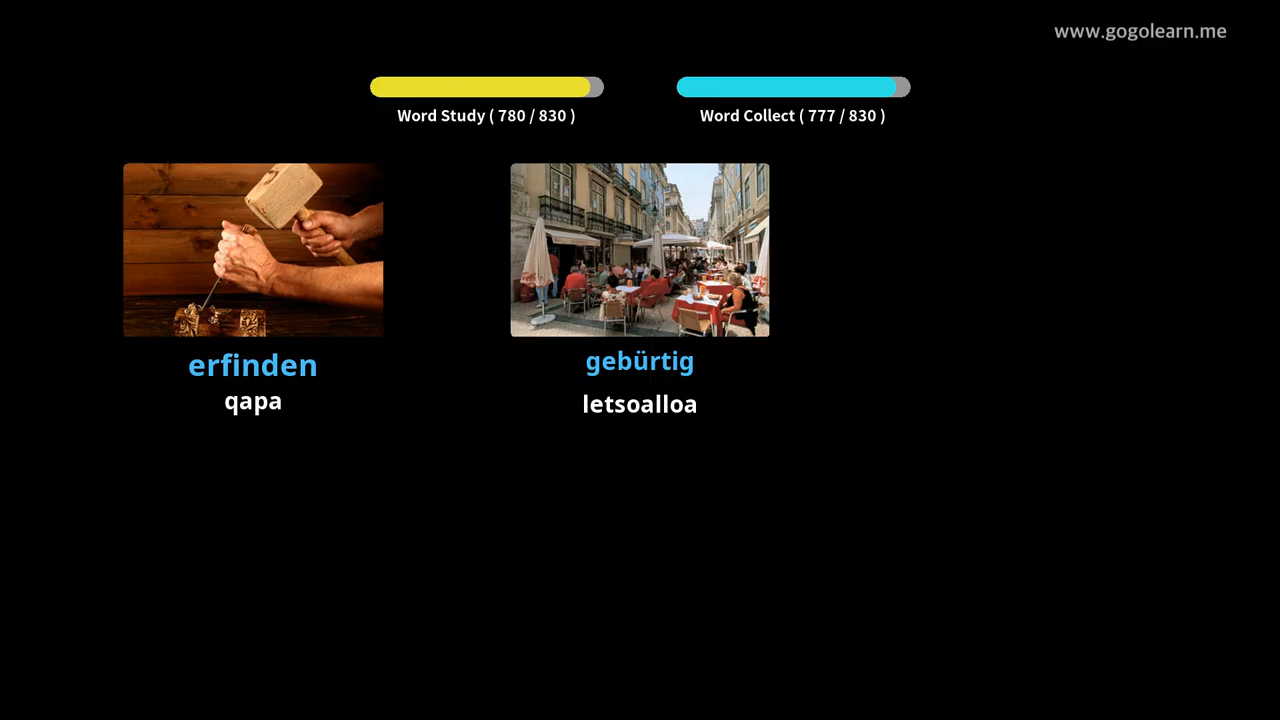 www.gogolearn.me
Word Study ( 780 / 830 )
Word Collect ( 777 / 830 )
erfinden
qapa
gebürtig
letsoalloa